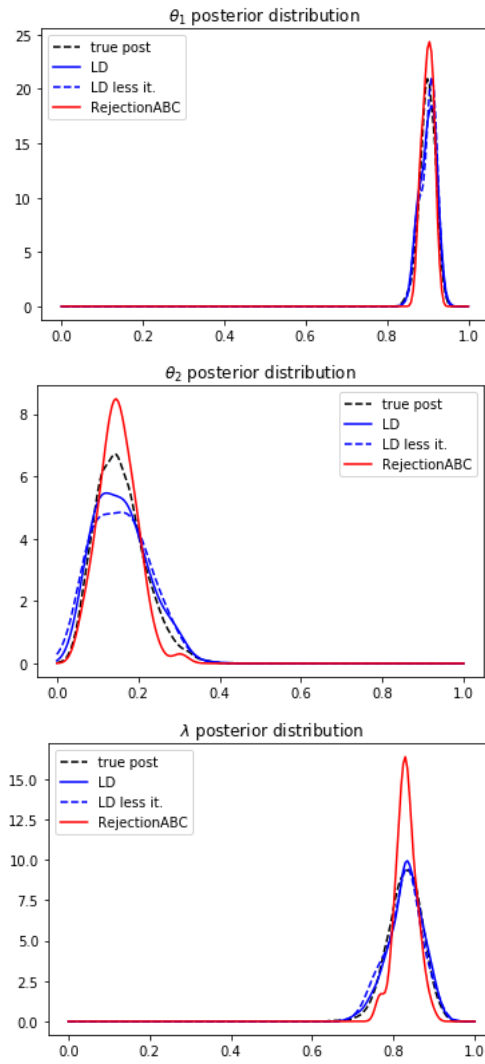 θ₁ posterior distribution
25
20
15
10
5
0
true post
LD
LD less it.
RejectionABC
0.0 0.2 0.4 0.6 0.8 1.0
θ₂ posterior distribution
8
6
4
2
0
true post
LD
LD less it.
RejectionABC
0.0 0.2 0.4 0.6 0.8 1.0
λ posterior distribution
15.0
12.5
10.0
7.5
5.0
2.5
0.0
true post
LD
LD less it.
RejectionABC
0.0 0.2 0.4 0.6 0.8 1.0